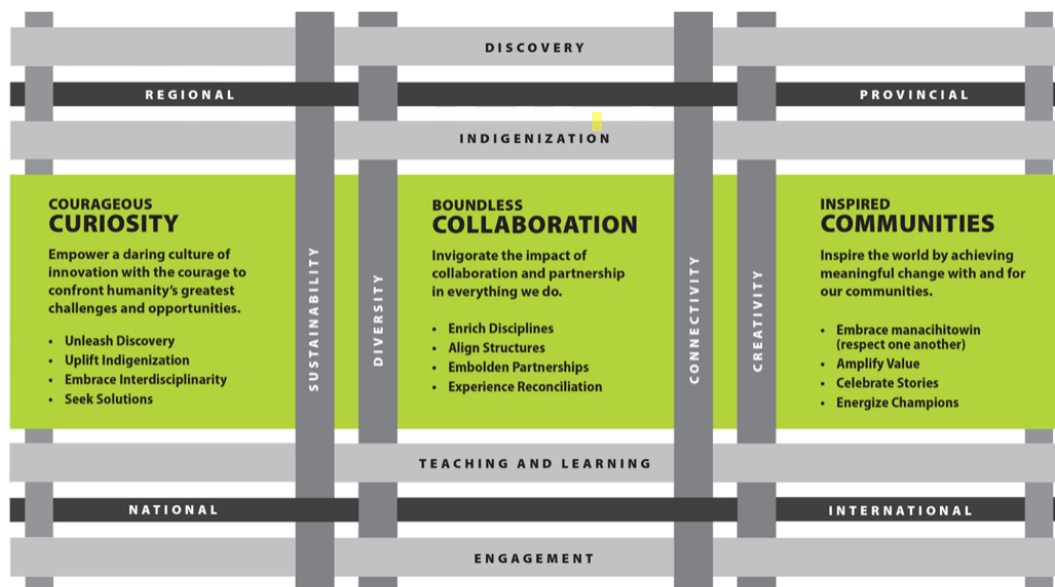 DISCOVERY
REGIONAL
PROVINCIAL
INDIGENIZATION
COURAGEOUS
CURIOSITY
Empower a daring culture of
innovation with the courage to
confront humanity's greatest
challenges and opportunities.
• Unleash Discovery
• Uplift Indigenization
• Embrace Interdisciplinarity
• Seek Solutions
SUSTAINABILITY
DIVERSITY
BOUNDLESS
COLLABORATION
Invigorate the impact of
collaboration and partnership
in everything we do.
• Enrich Disciplines
• Align Structures
• Embolden Partnerships
• Experience Reconciliation
CONNECTIVITY
CREATIVITY
INSPIRED
COMMUNITIES
Inspire the world by achieving
meaningful change with and for
our communities.
• Embrace manacihitowin
(respect one another)
• Amplify Value
• Celebrate Stories
• Energize Champions
TEACHING AND LEARNING
NATIONAL
INTERNATIONAL
ENGAGEMENT